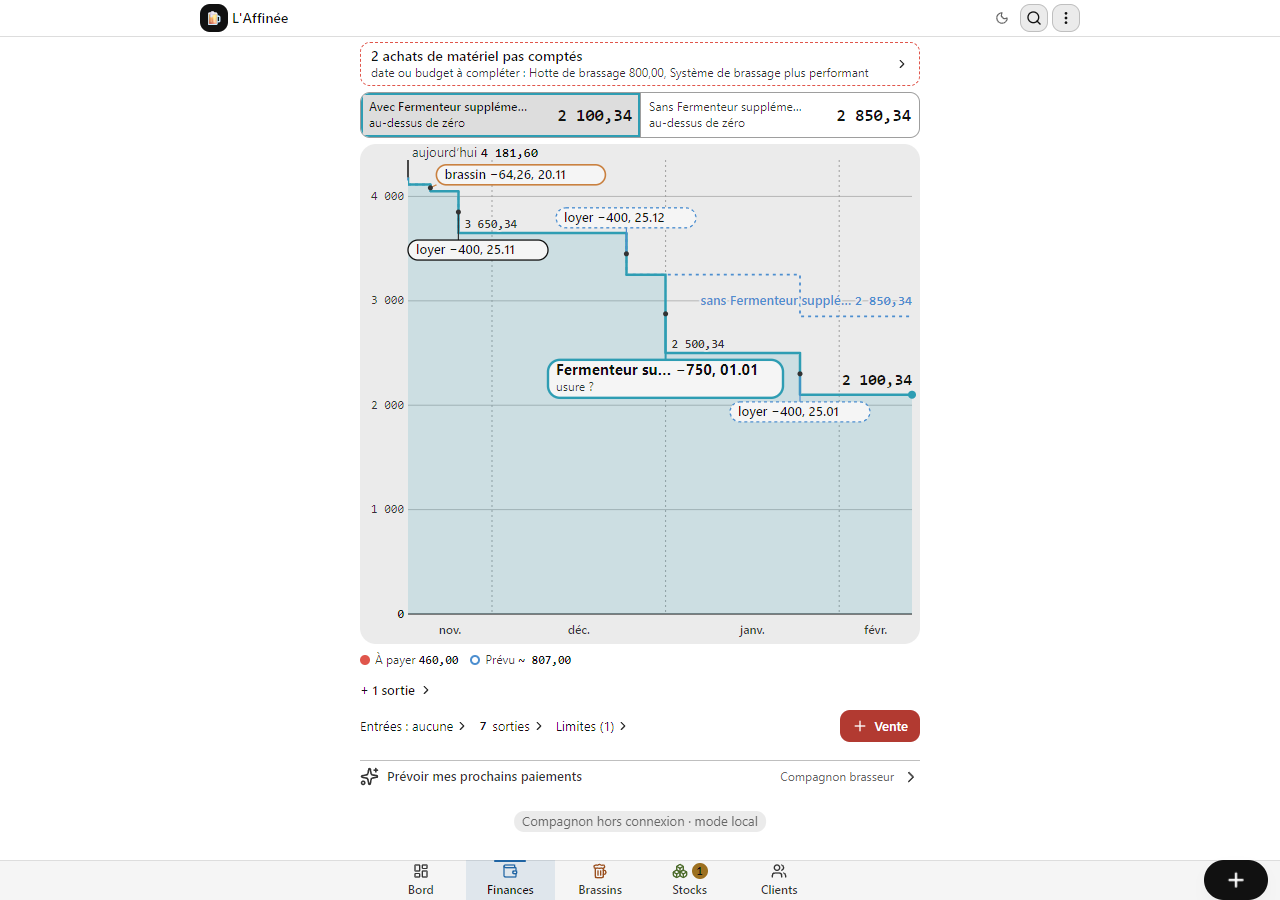 L'Affinée
2 achats de matériel pas comptés
date ou budget à compléter : Hotte de brassage 800,00, Système de brassage plus performant
Avec Fermenteur suppléme... 2 100,34
au-dessus de zéro
Sans Fermenteur suppléme... 2 850,34
au-dessus de zéro
aujourd'hui 4 181,60
brassin −64,26, 20.11
4 000
loyer −400, 25.12
3 650,34
loyer −400, 25.11
3 000
sans Fermenteur supplé... 2 850,34
2 500,34
Fermenteur su... −750, 01.01
usure ?
2 100,34
2 000
loyer −400, 25.01
1 000
0
nov. déc. janv. févr.
À payer 460,00 Prévu ~ 807,00
+ 1 sortie
Entrées : aucune 7 sorties Limites (1) + Vente
Prévoir mes prochains paiements Compagnon brasseur
Compagnon hors connexion · mode local
Bord Finances Brassins Stocks 1 Clients